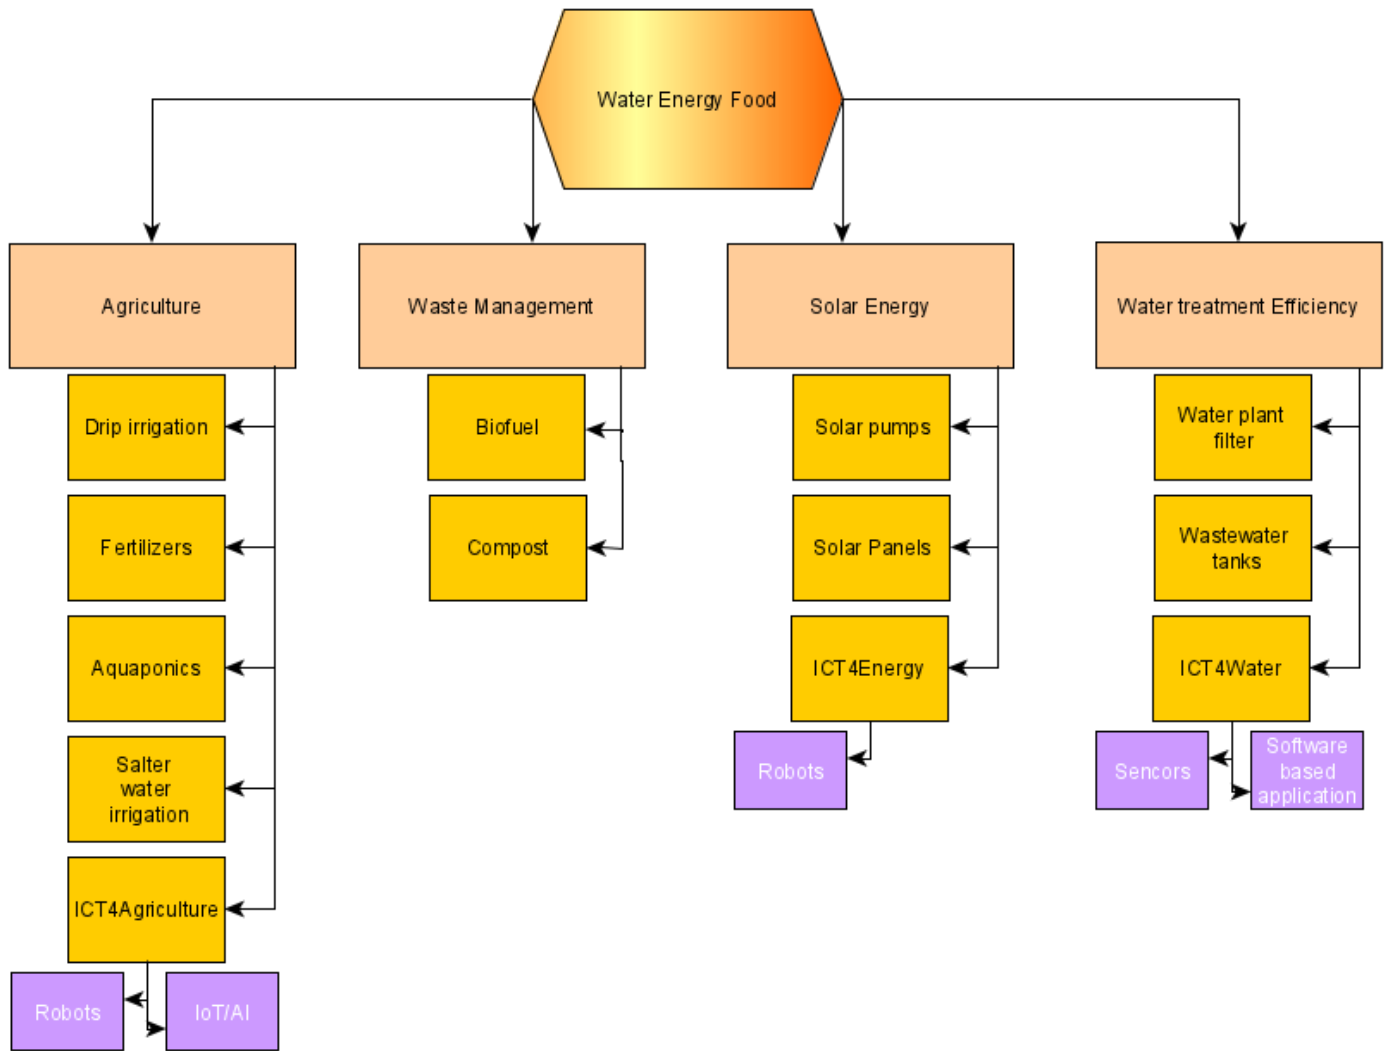 Water Energy Food
Agriculture
Waste Management
Solar Energy
Water treatment Efficiency
Drip irrigation
Fertilizers
Aquaponics
Salter
water
irrigation
ICT4Agriculture
Robots
IoT/AI
Biofuel
Compost
Solar pumps
Solar Panels
ICT4Energy
Robots
Water plant
filter
Wastewater
tanks
ICT4Water
Sencors
Software
based
application